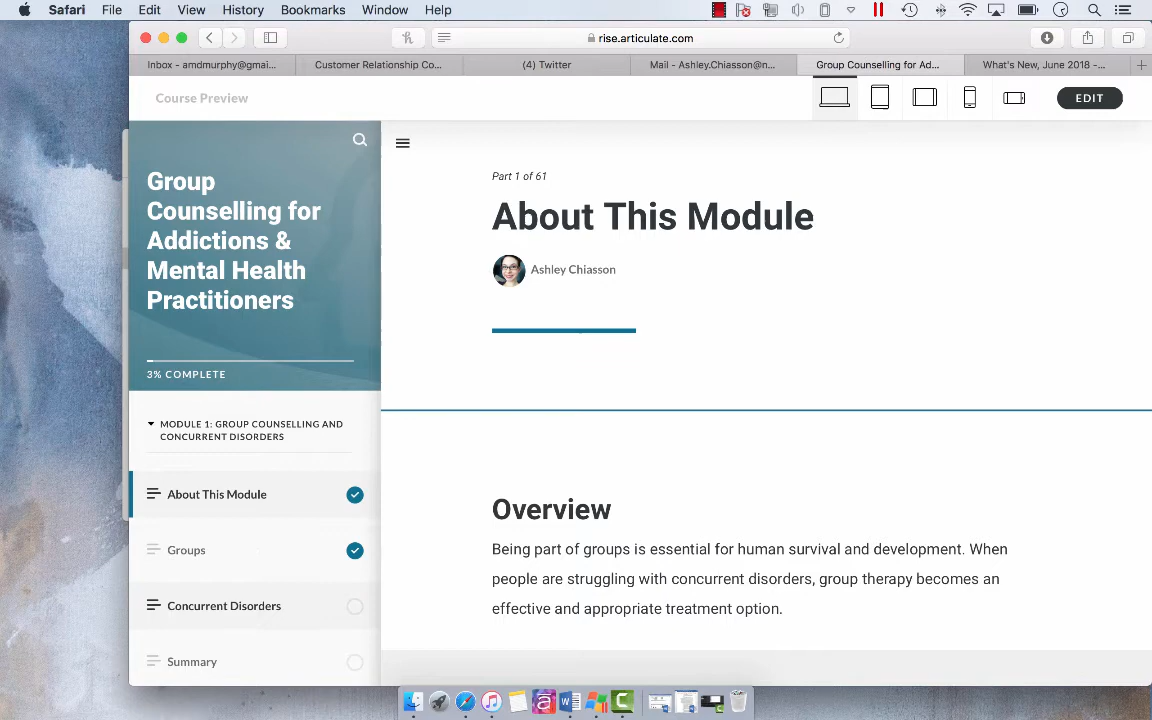 Safari File Edit View History Bookmarks Window Help
rise.articulate.com
Inbox - amdmurphy@gmai...
Customer Relationship Co...
(4) Twitter
Mail - Ashley.Chiasson@n...
Group Counselling for Ad...
What's New, June 2018 -...
Course Preview
EDIT
Group
Counselling for
Addictions &
Mental Health
Practitioners
3% COMPLETE
MODULE 1: GROUP COUNSELLING AND
CONCURRENT DISORDERS
About This Module
Groups
Concurrent Disorders
Summary
Part 1 of 61
About This Module
Ashley Chiasson
Overview
Being part of groups is essential for human survival and development. When
people are struggling with concurrent disorders, group therapy becomes an
effective and appropriate treatment option.